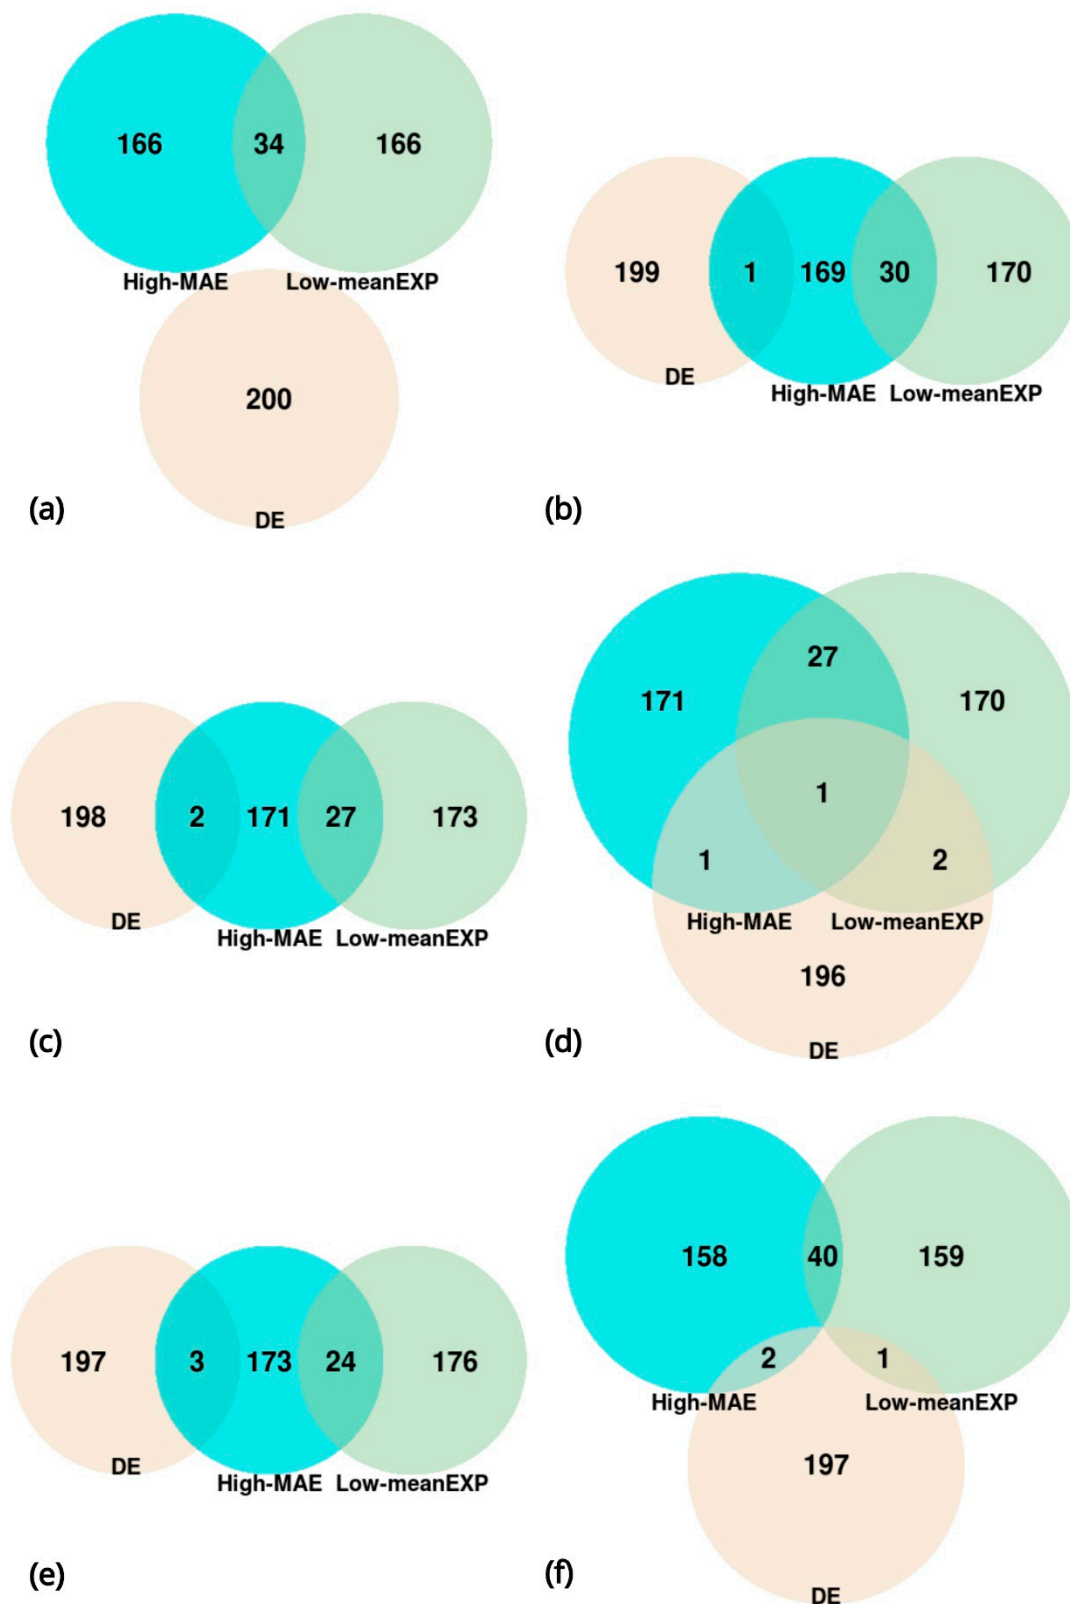 166 34 166
High-MAE Low-meanEXP
200
DE
(a)
199 1 169 30 170
DE
High-MAE Low-meanEXP
(b)
198 2 171 27 173
DE
High-MAE Low-meanEXP
(c)
27
171 170
1
1 2
High-MAE Low-meanEXP
196
DE
(d)
197 3 173 24 176
DE
High-MAE Low-meanEXP
(e)
158 40 159
2 1
High-MAE Low-meanEXP
197
DE
(f)